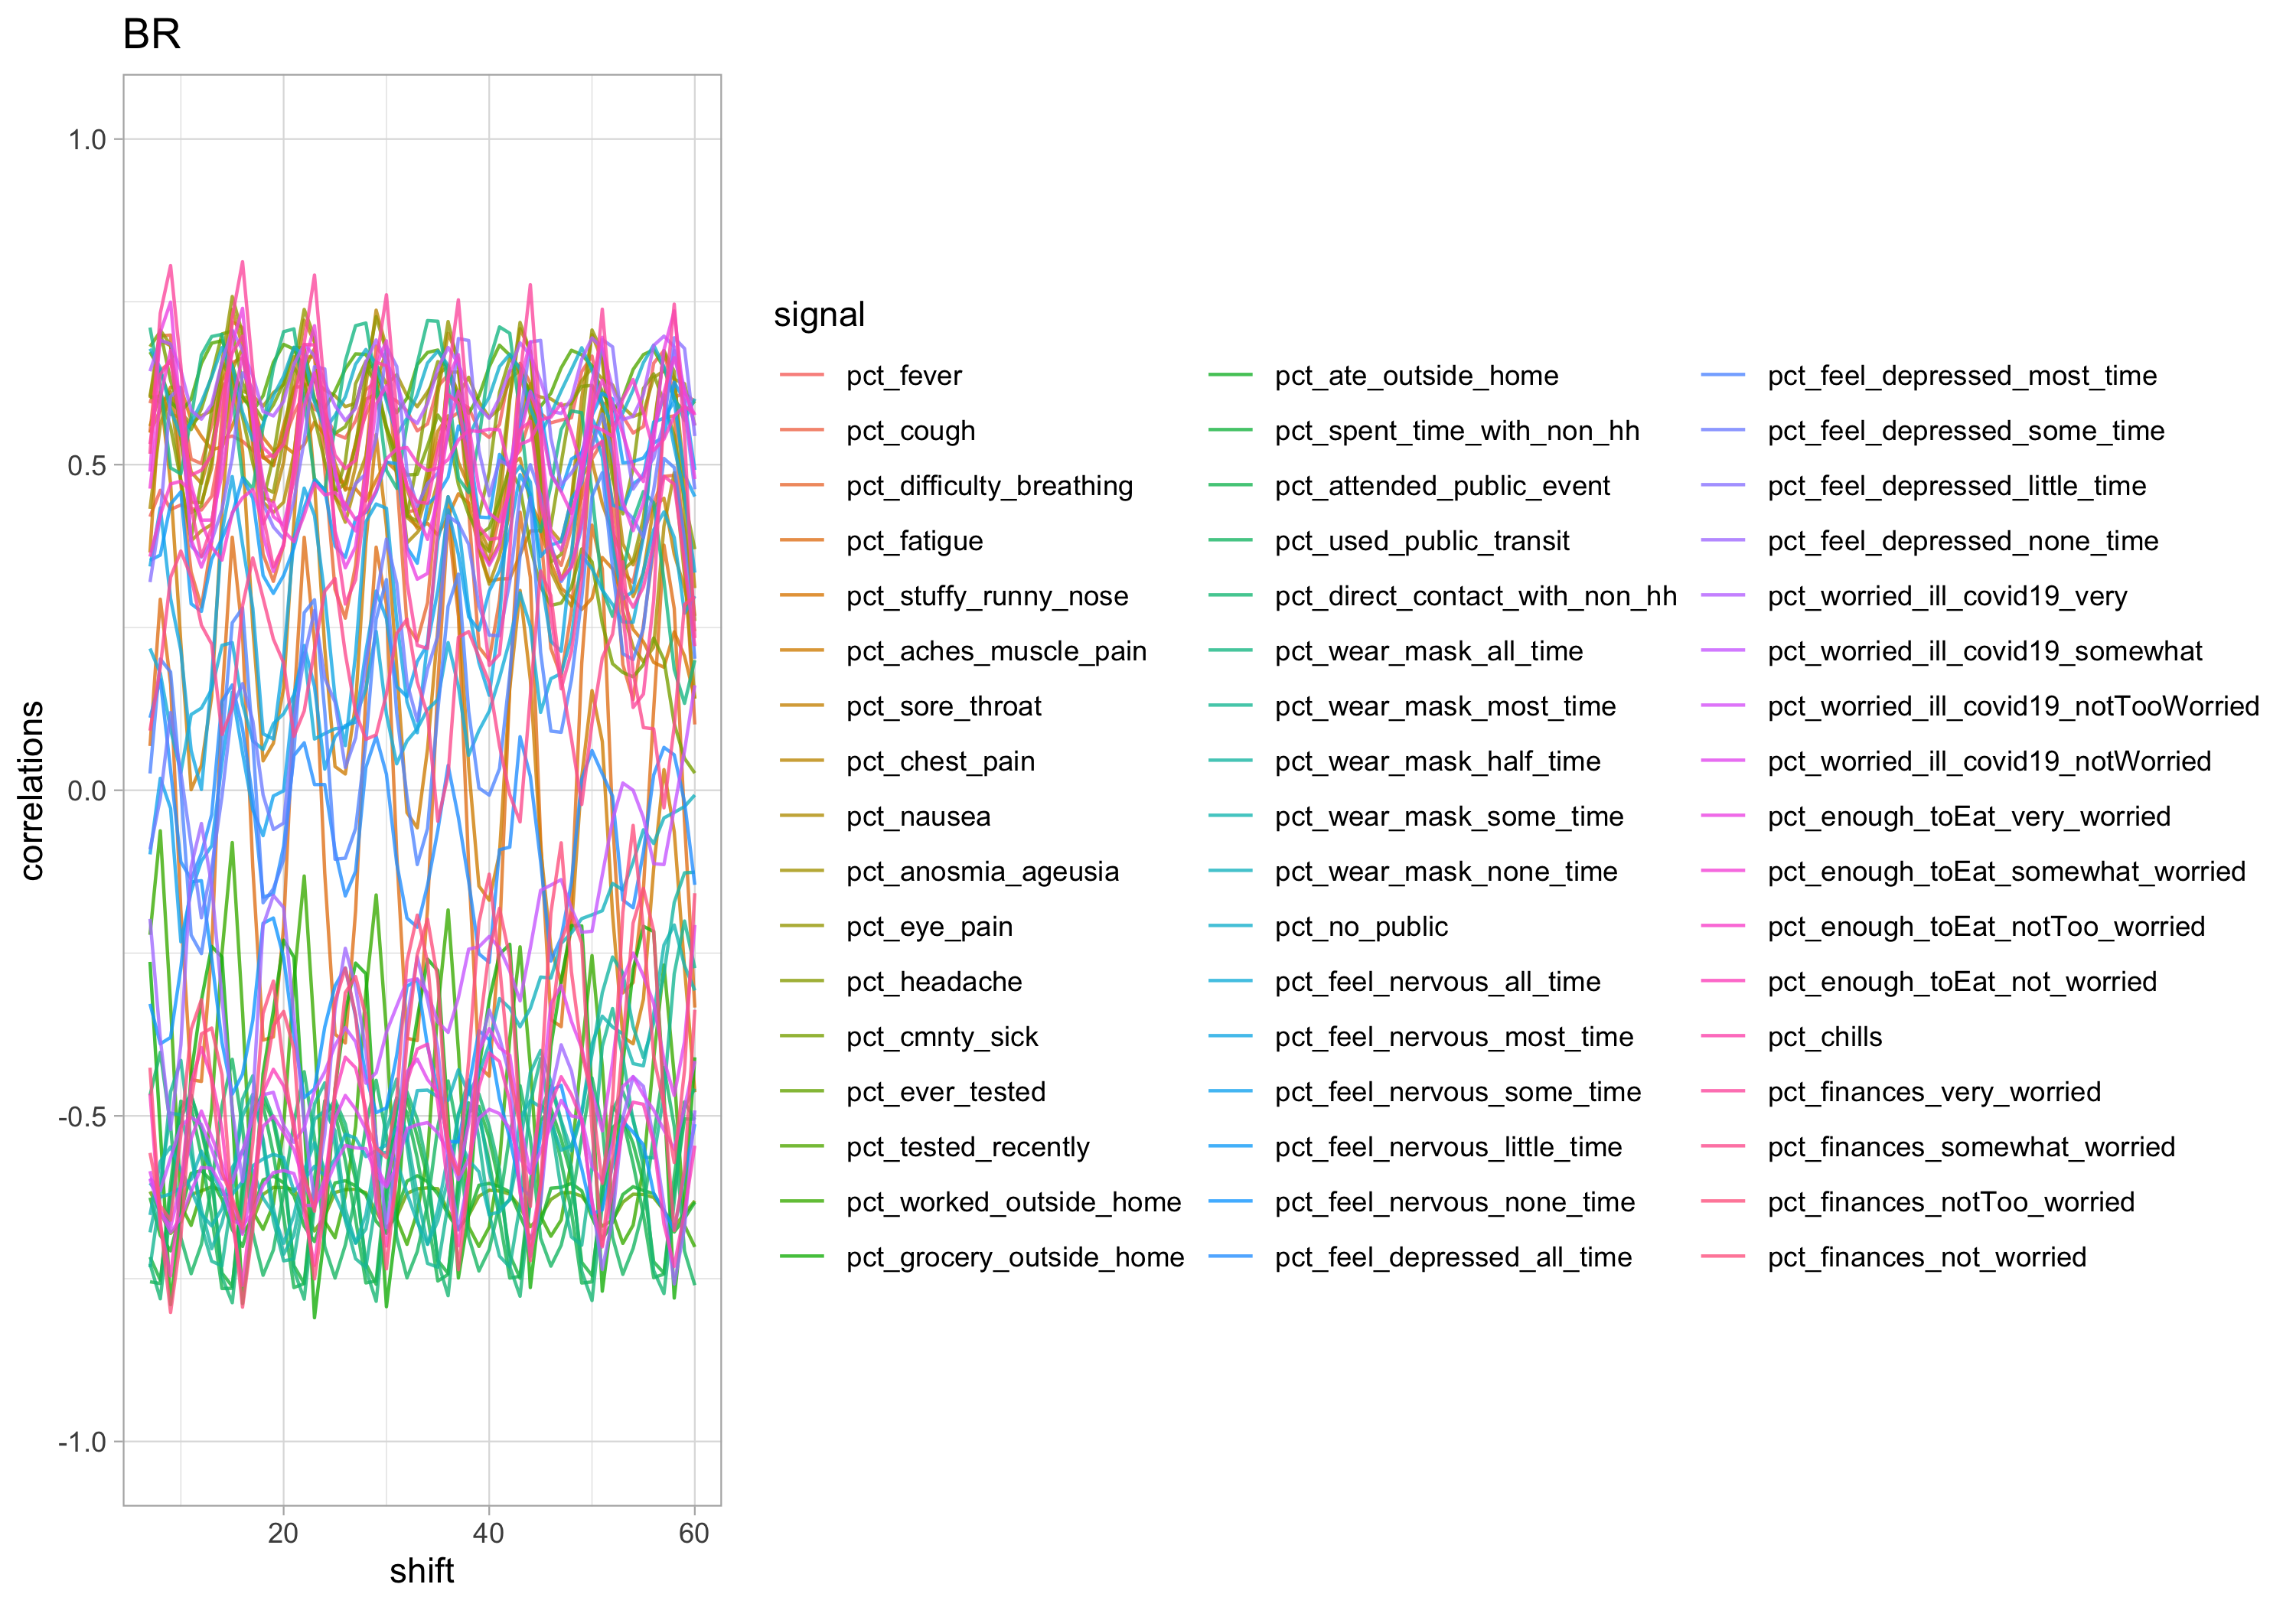 BR
1.0
0.5
0.0
-0.5
-1.0
correlations
20 40 60
shift
signal
pct_fever
pct_cough
pct_difficulty_breathing
pct_fatigue
pct_stuffy_runny_nose
pct_aches_muscle_pain
pct_sore_throat
pct_chest_pain
pct_nausea
pct_anosmia_ageusia
pct_eye_pain
pct_headache
pct_cmnty_sick
pct_ever_tested
pct_tested_recently
pct_worked_outside_home
pct_grocery_outside_home
pct_ate_outside_home
pct_spent_time_with_non_hh
pct_attended_public_event
pct_used_public_transit
pct_direct_contact_with_non_hh
pct_wear_mask_all_time
pct_wear_mask_most_time
pct_wear_mask_half_time
pct_wear_mask_some_time
pct_wear_mask_none_time
pct_no_public
pct_feel_nervous_all_time
pct_feel_nervous_most_time
pct_feel_nervous_some_time
pct_feel_nervous_little_time
pct_feel_nervous_none_time
pct_feel_depressed_all_time
pct_feel_depressed_most_time
pct_feel_depressed_some_time
pct_feel_depressed_little_time
pct_feel_depressed_none_time
pct_worried_ill_covid19_very
pct_worried_ill_covid19_somewhat
pct_worried_ill_covid19_notTooWorried
pct_worried_ill_covid19_notWorried
pct_enough_toEat_very_worried
pct_enough_toEat_somewhat_worried
pct_enough_toEat_notToo_worried
pct_enough_toEat_not_worried
pct_chills
pct_finances_very_worried
pct_finances_somewhat_worried
pct_finances_notToo_worried
pct_finances_not_worried